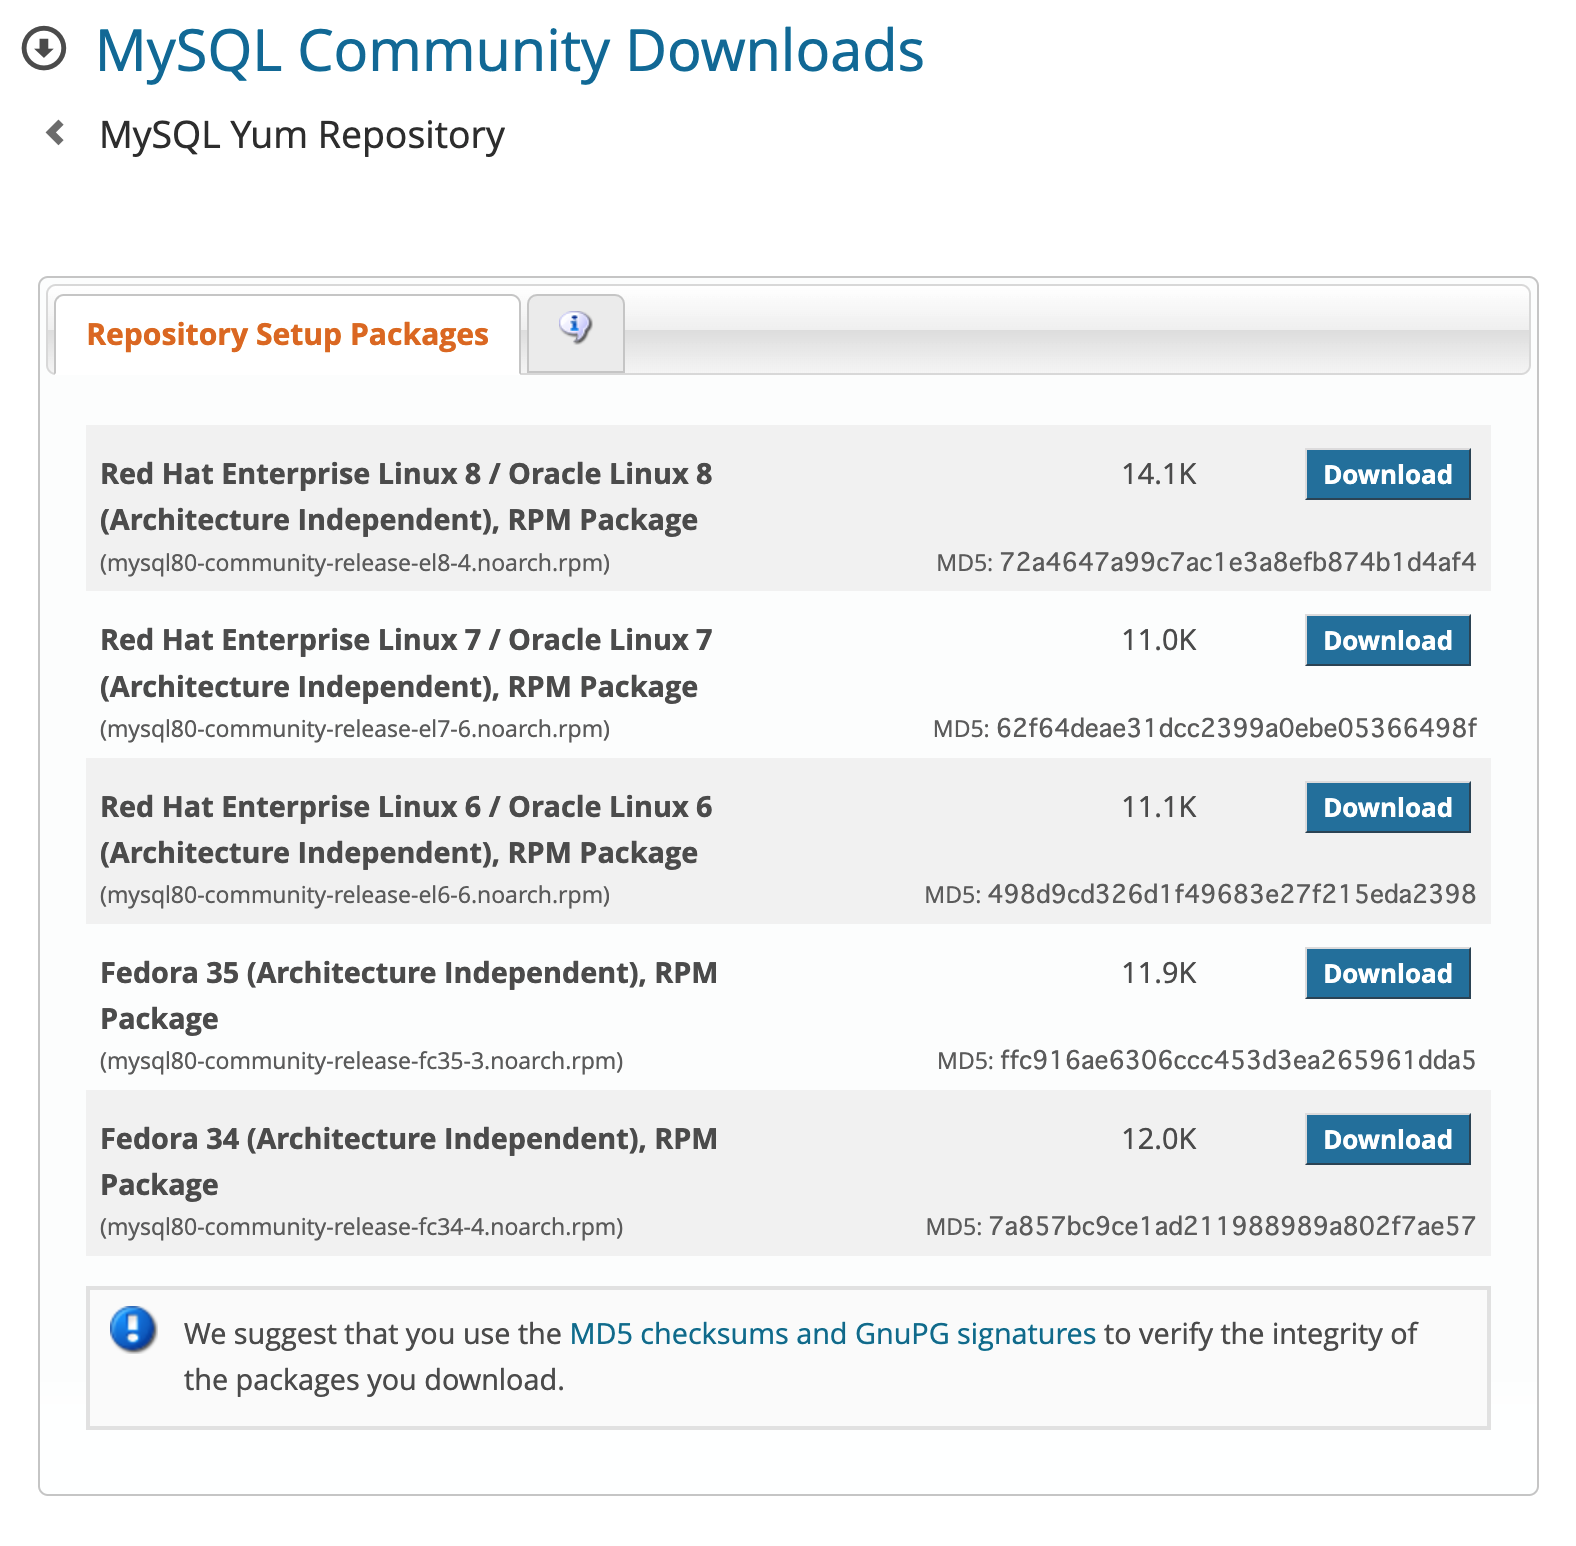 MySQL Community Downloads
MySQL Yum Repository
Repository Setup Packages
Red Hat Enterprise Linux 8 / Oracle Linux 8 14.1K Download
(Architecture Independent), RPM Package
(mysql80-community-release-el8-4.noarch.rpm) MD5: 72a4647a99c7ac1e3a8efb874b1d4af4
Red Hat Enterprise Linux 7 / Oracle Linux 7 11.0K Download
(Architecture Independent), RPM Package
(mysql80-community-release-el7-6.noarch.rpm) MD5: 62f64deae31dcc2399a0ebe05366498f
Red Hat Enterprise Linux 6 / Oracle Linux 6 11.1K Download
(Architecture Independent), RPM Package
(mysql80-community-release-el6-6.noarch.rpm) MD5: 498d9cd326d1f49683e27f215eda2398
Fedora 35 (Architecture Independent), RPM 11.9K Download
Package
(mysql80-community-release-fc35-3.noarch.rpm) MD5: ffc916ae6306ccc453d3ea265961dda5
Fedora 34 (Architecture Independent), RPM 12.0K Download
Package
(mysql80-community-release-fc34-4.noarch.rpm) MD5: 7a857bc9ce1ad211988989a802f7ae57
We suggest that you use the MD5 checksums and GnuPG signatures to verify the integrity of
the packages you download.